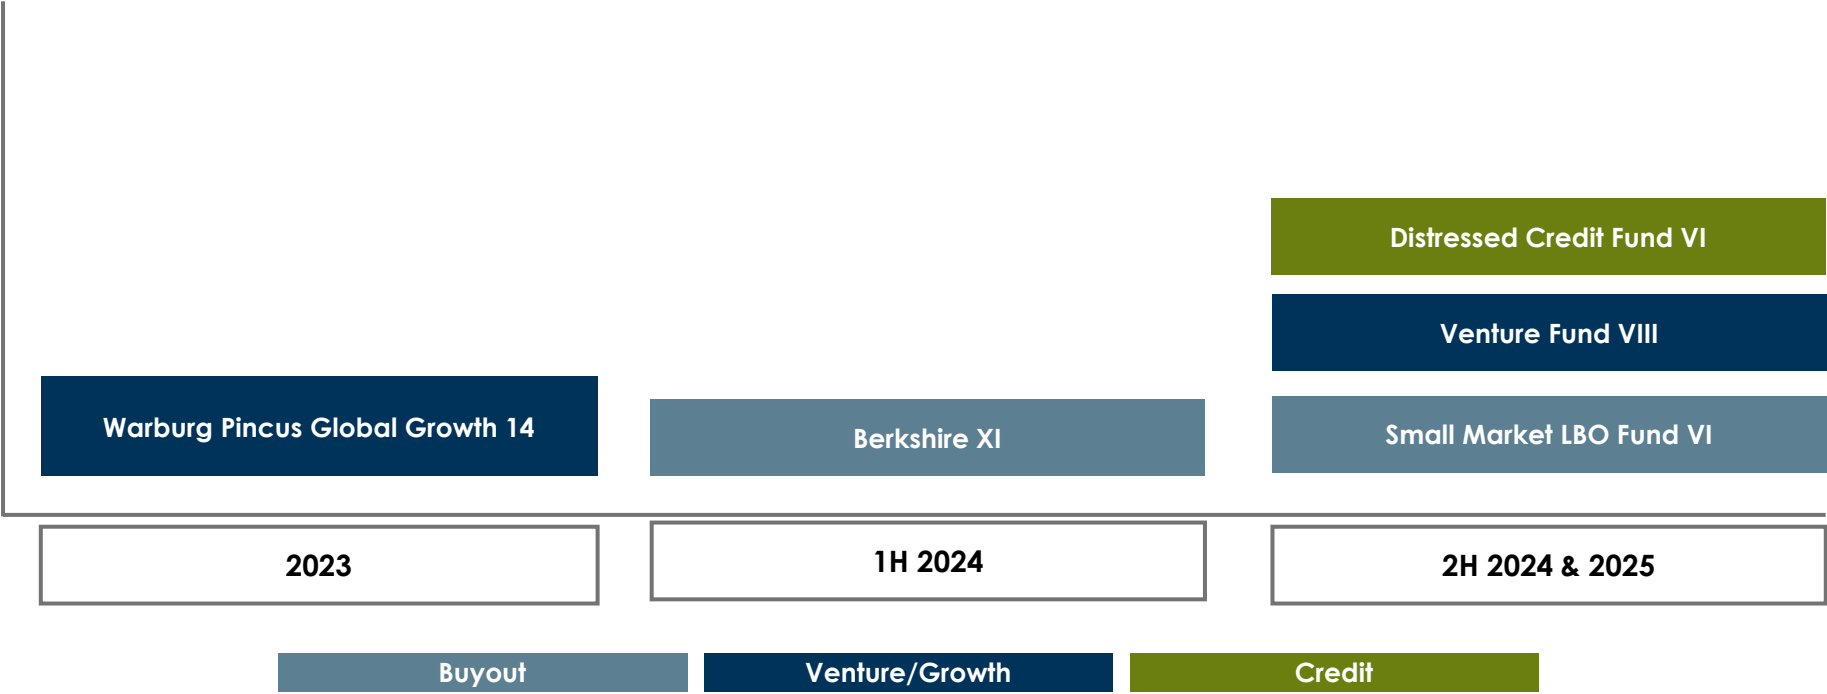 Distressed Credit Fund VI
Venture Fund VIII
Warburg Pincus Global Growth 14
Berkshire XI
Small Market LBO Fund VI
2023
1H 2024
2H 2024 & 2025
Buyout
Venture/Growth
Credit